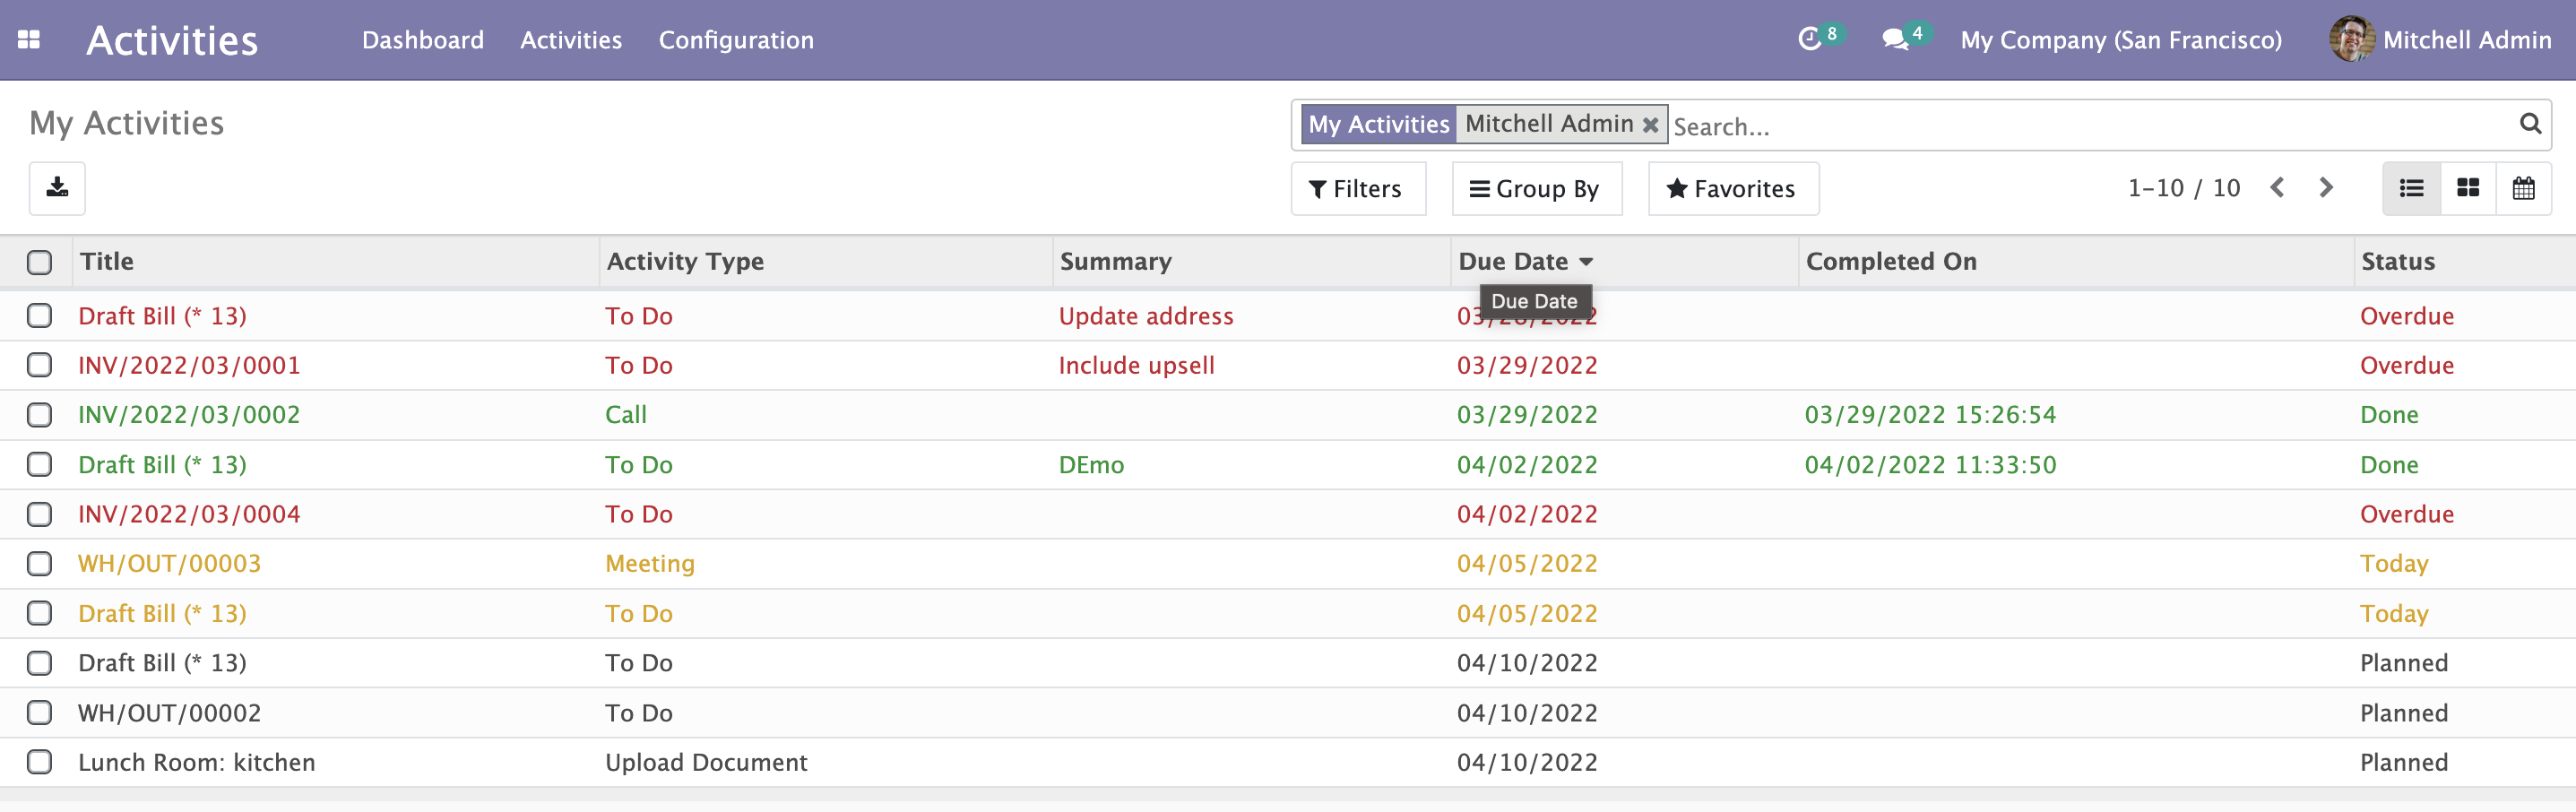 Activities Dashboard Activities Configuration 8 4 My Company (San Francisco) Mitchell Admin
My Activities
My Activities Mitchell Admin Search...
Filters Group By Favorites 1-10 / 10
Title Activity Type Summary Due Date Completed On Status
Due Date
Draft Bill (* 13) To Do Update address Overdue
INV/2022/03/0001 To Do Include upsell 03/29/2022 Overdue
INV/2022/03/0002 Call 03/29/2022 03/29/2022 15:26:54 Done
Draft Bill (* 13) To Do DEmo 04/02/2022 04/02/2022 11:33:50 Done
INV/2022/03/0004 To Do 04/02/2022 Overdue
WH/OUT/00003 Meeting 04/05/2022 Today
Draft Bill (* 13) To Do 04/05/2022 Today
Draft Bill (* 13) To Do 04/10/2022 Planned
WH/OUT/00002 To Do 04/10/2022 Planned
Lunch Room: kitchen Upload Document 04/10/2022 Planned